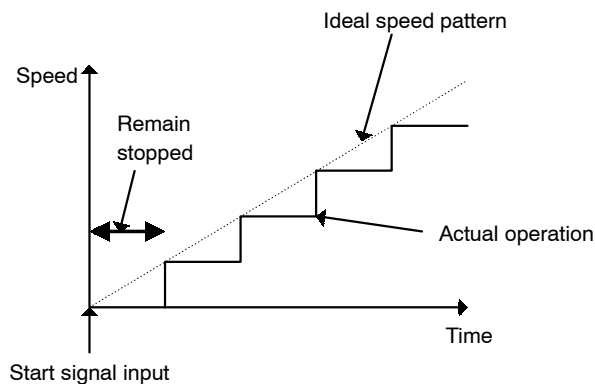 Ideal speed pattern
Speed
Remain
stopped
Actual operation
Time
Start signal input